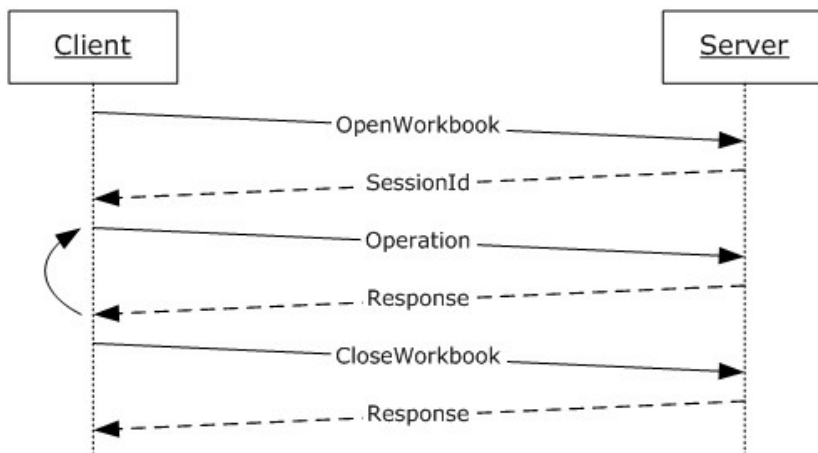 Client
Server
OpenWorkbook
SessionId
Operation
Response
CloseWorkbook
Response